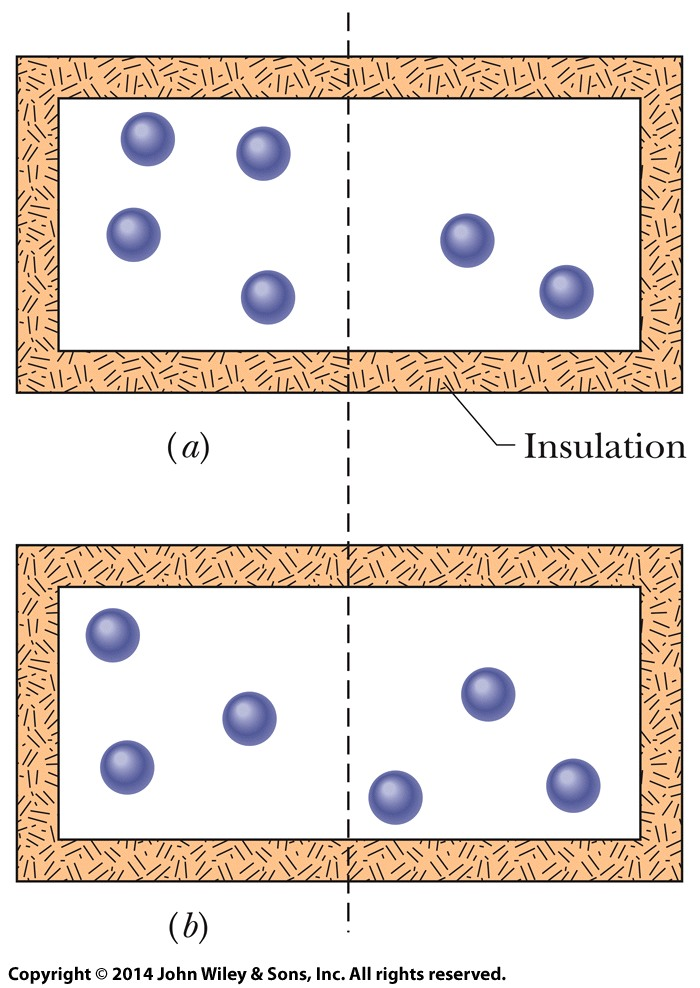 (a)
Insulation
(b)
Copyright © 2014 John Wiley & Sons, Inc. All rights reserved.